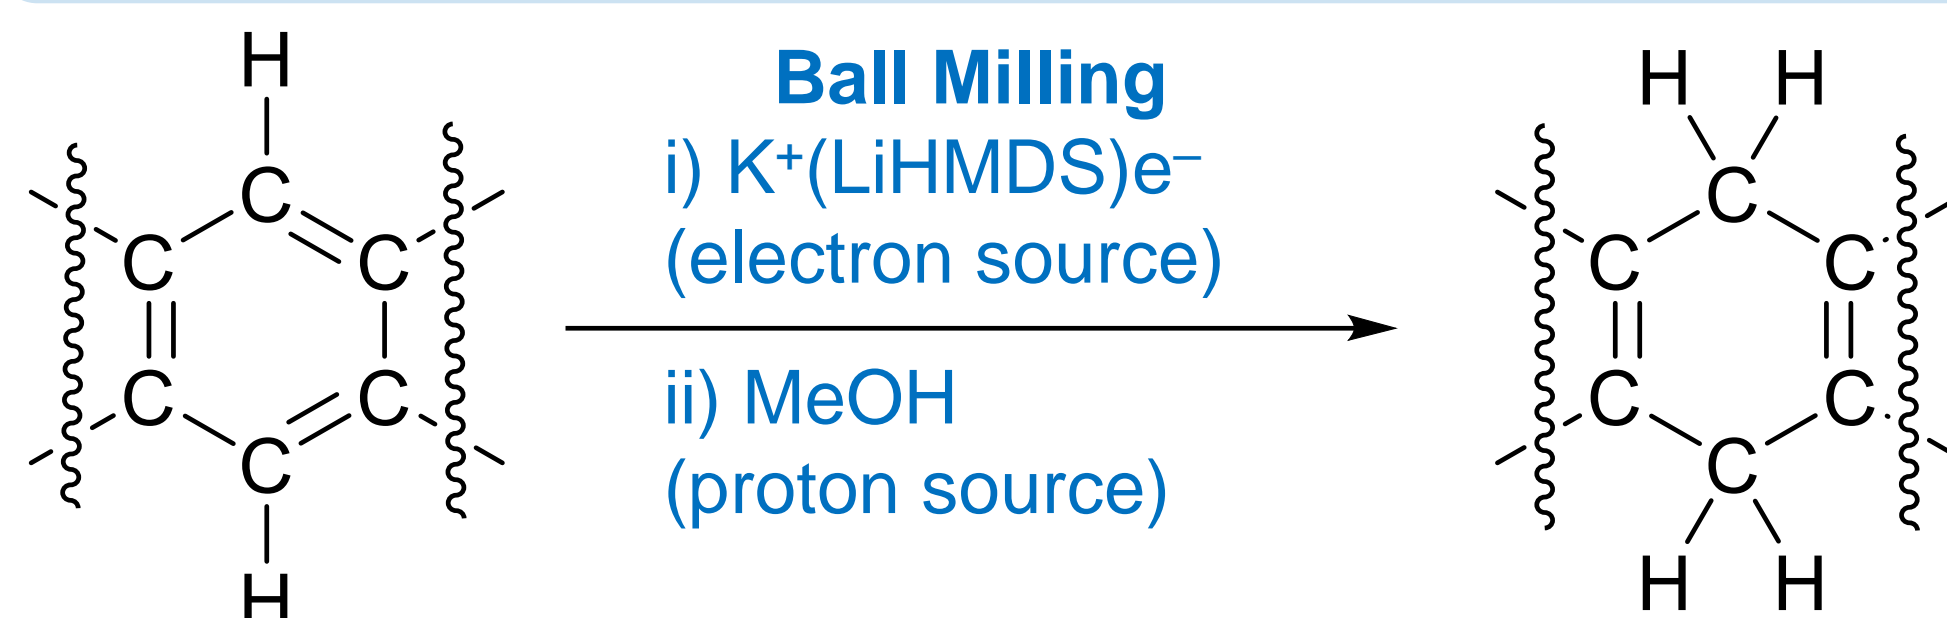 H
H H
Ball Milling
i) K⁺(LiHMDS)e⁻
C C
C C C C
(electron source)
C C C C
ii) MeOH
C C
(proton source)
H
H H